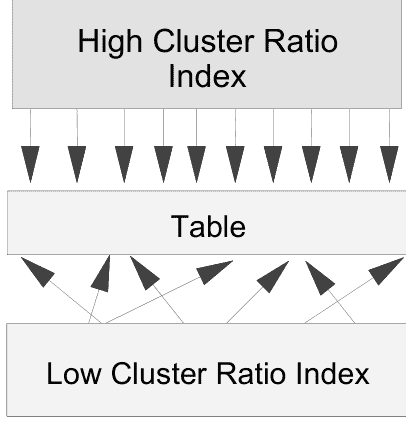 High Cluster Ratio
Index
Table
Low Cluster Ratio Index